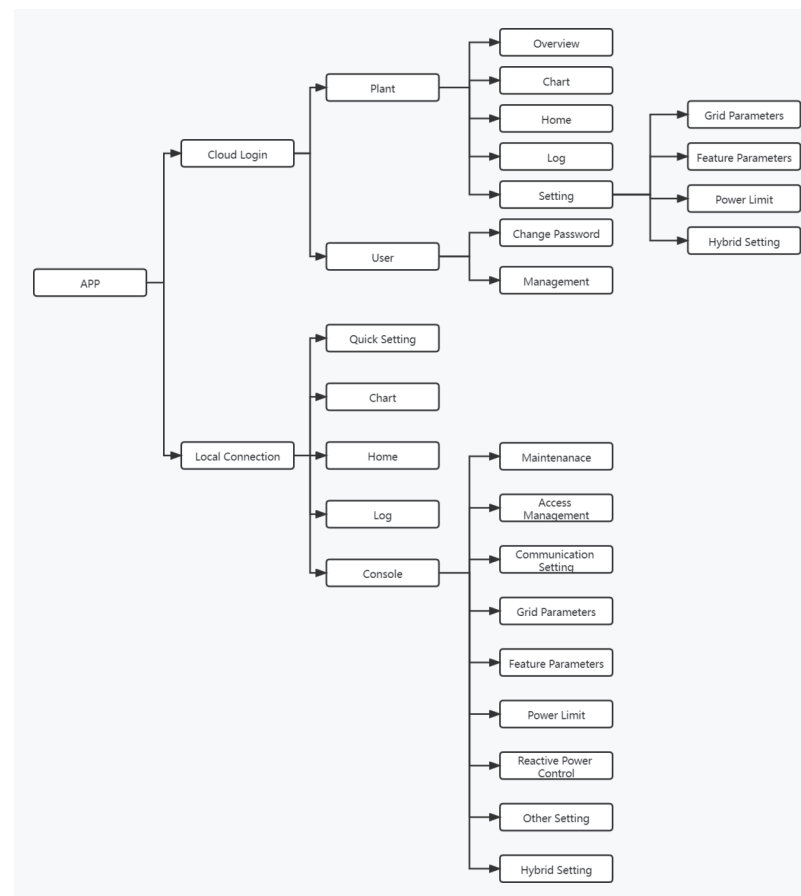 Overview
Plant
Chart
Home
Grid Parameters
Cloud Login
Log
Feature Parameters
Setting
Power Limit
Change Password
Hybrid Setting
User
Management
APP
Quick Setting
Chart
Local Connection
Home
Maintenanace
Log
Access
Management
Console
Communication
Setting
Grid Parameters
Feature Parameters
Power Limit
Reactive Power
Control
Other Setting
Hybrid Setting